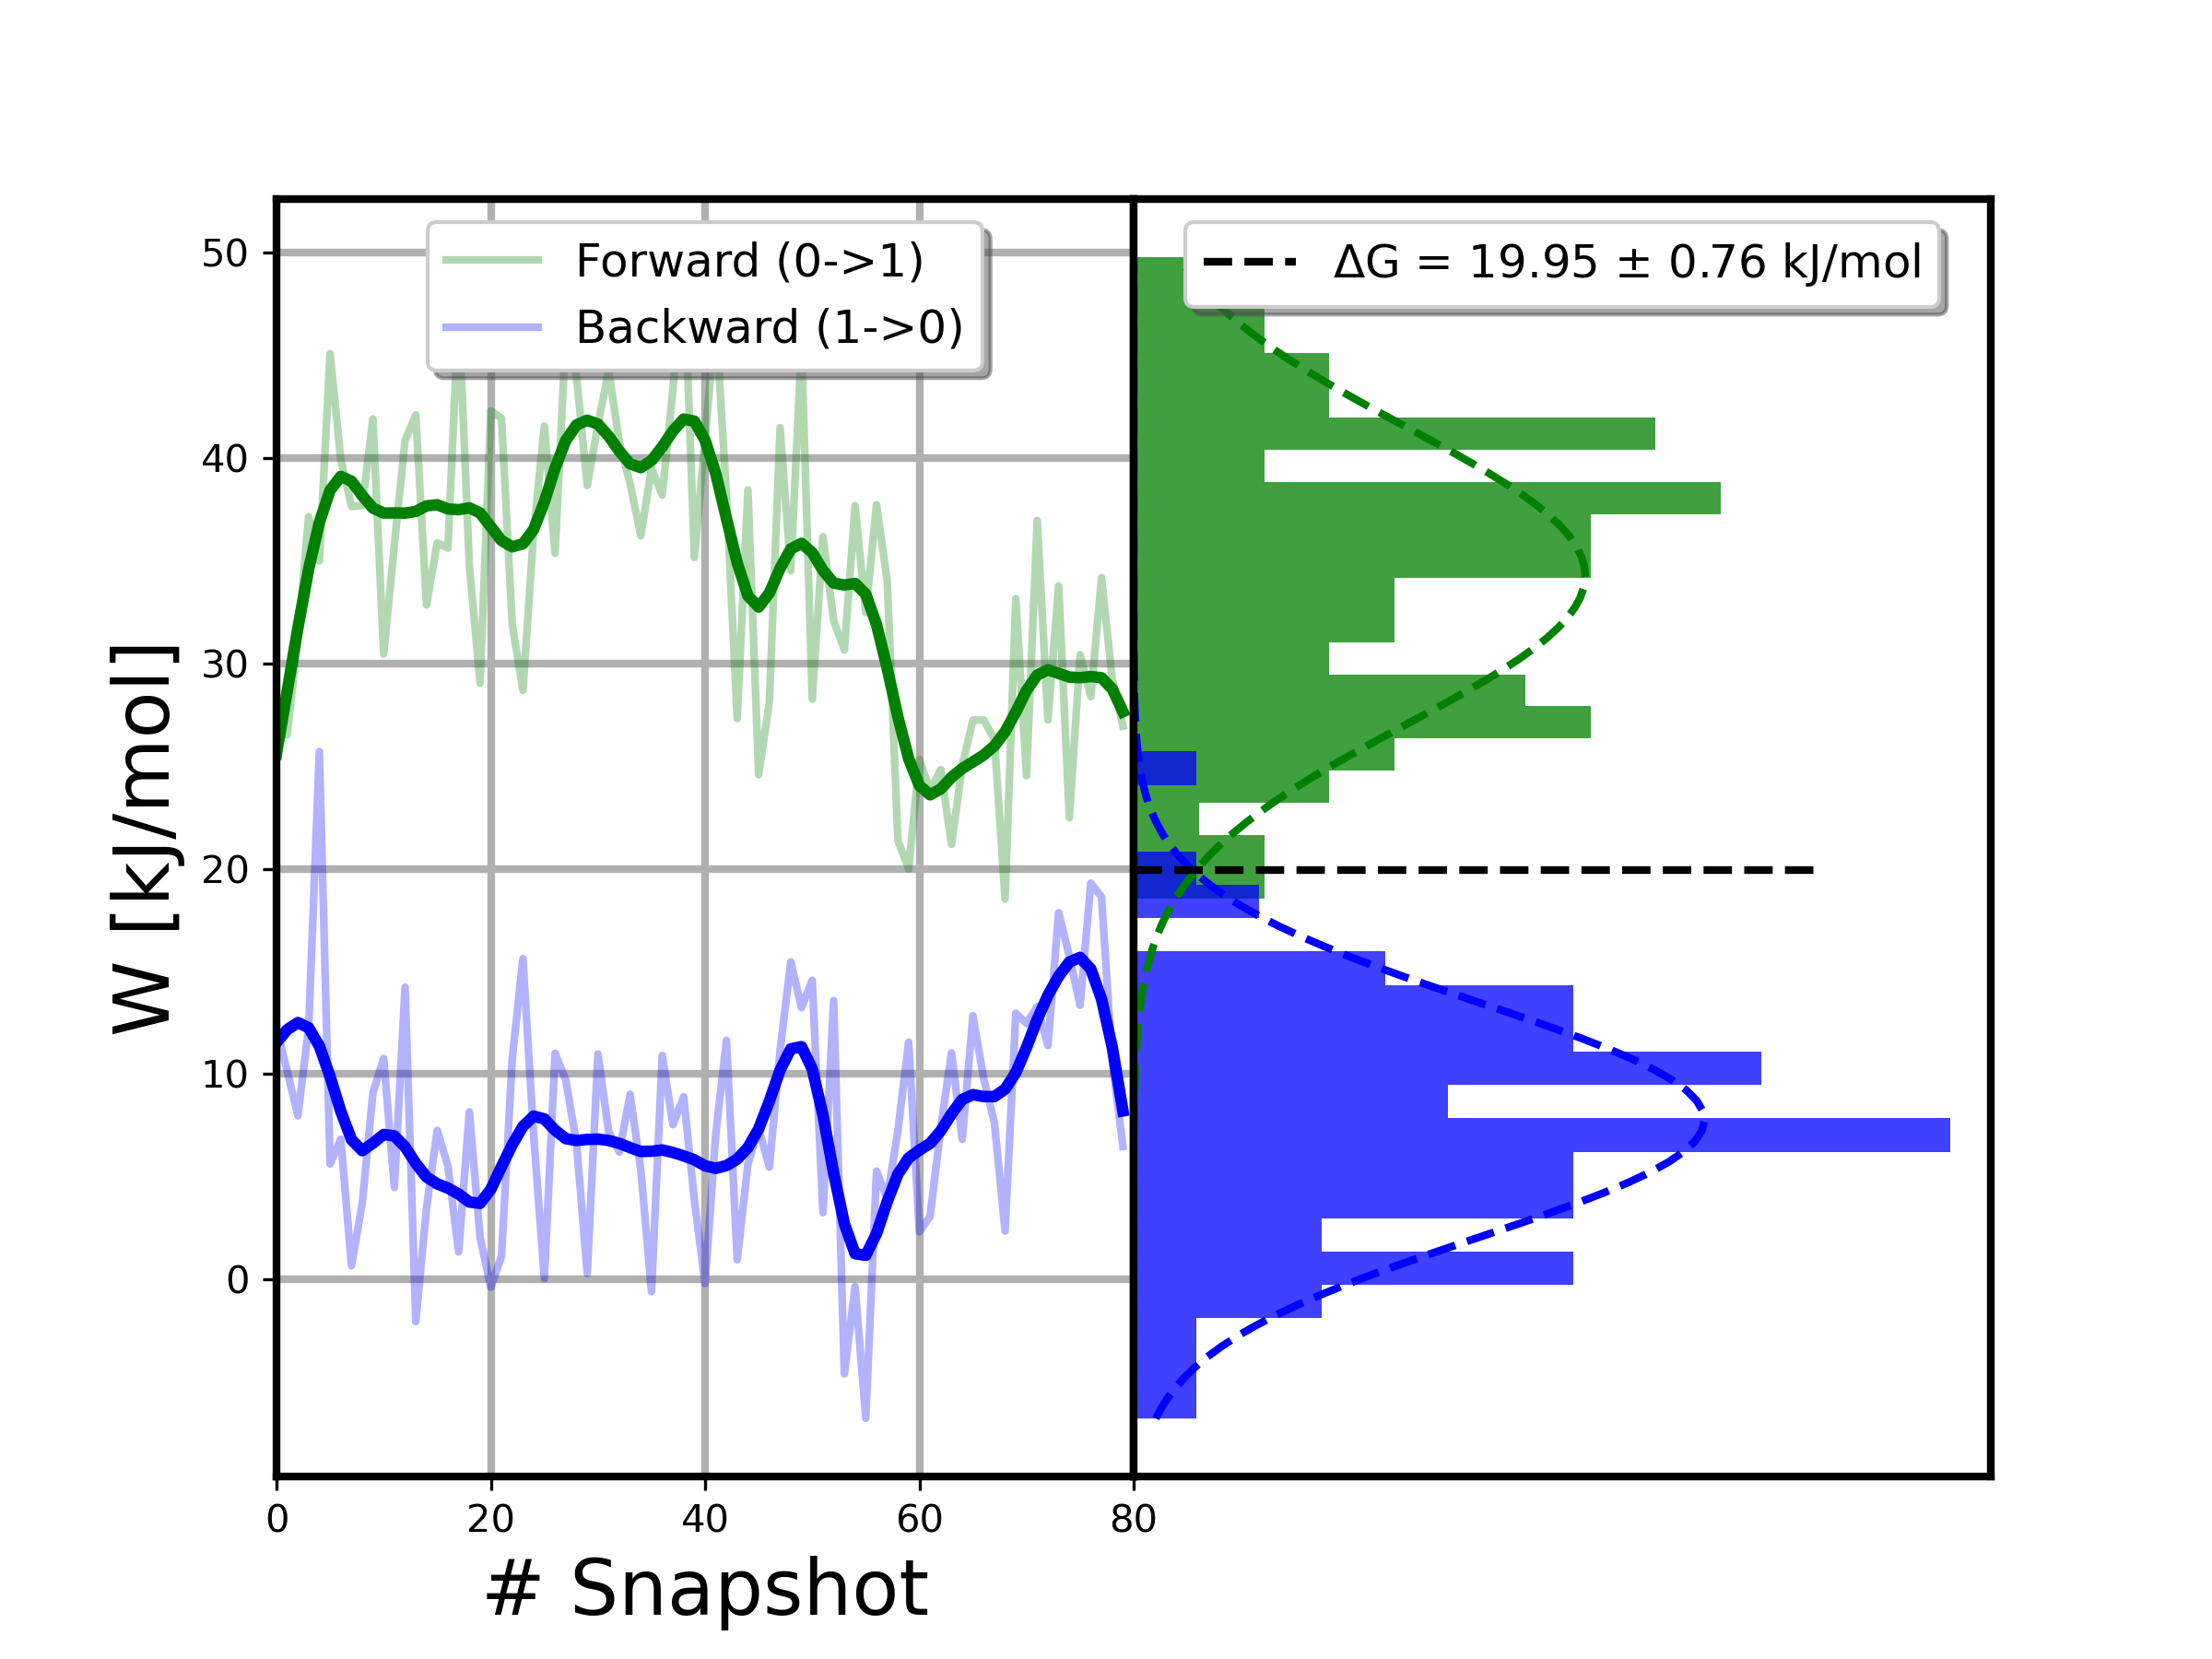 Forward (0->1)
Backward (1->0)
ΔG = 19.95 ± 0.76 kJ/mol
W [kJ/mol]
50
40
30
20
10
0
0 20 40 60 80
# Snapshot